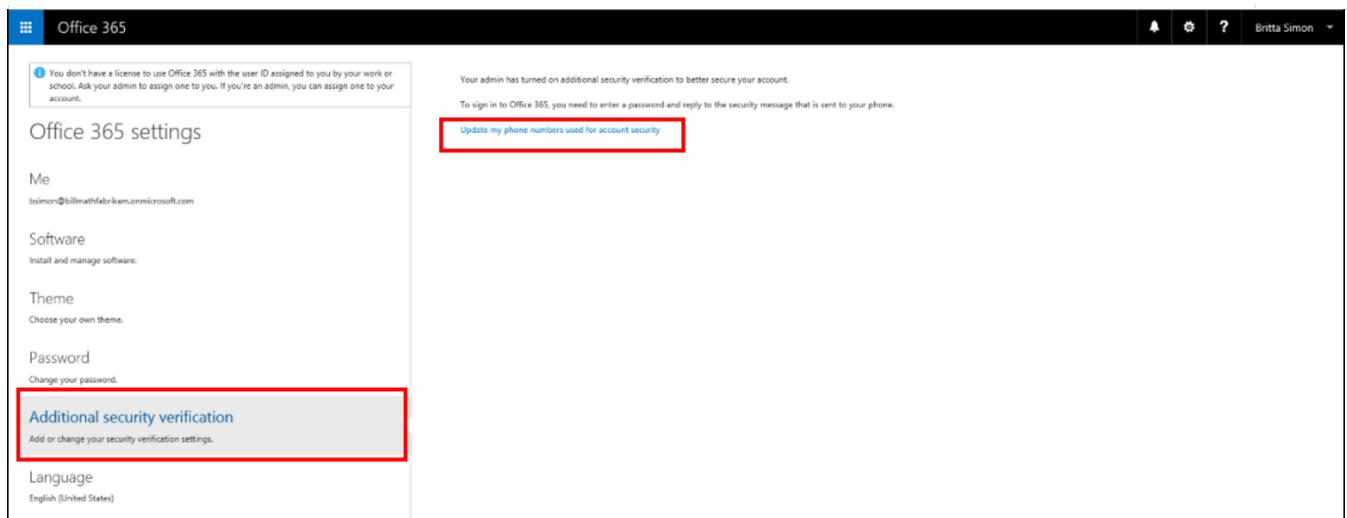 Office 365
?
Britta Simon
You don't have a license to use Office 365 with the user ID assigned to you by your work or
school. Ask your admin to assign one to you. If you're an admin, you can assign one to your
account.
Office 365 settings
Me
bsimon@billmathfabrikam.onmicrosoft.com
Software
Install and manage software.
Theme
Choose your own theme.
Password
Change your password.
Additional security verification
Add or change your security verification settings.
Language
English (United States)
Your admin has turned on additional security verification to better secure your account.
To sign in to Office 365, you need to enter a password and reply to the security message that is sent to your phone.
Update my phone numbers used for account security